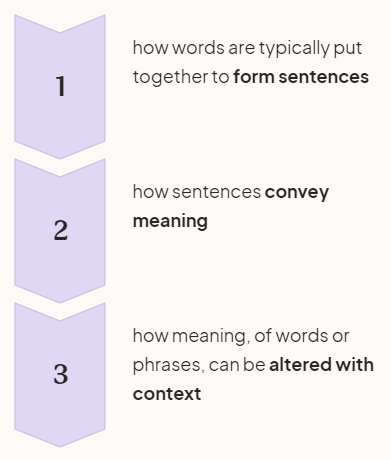 1
how words are typically put
together to form sentences
2
how sentences convey
meaning
3
how meaning, of words or
phrases, can be altered with
context